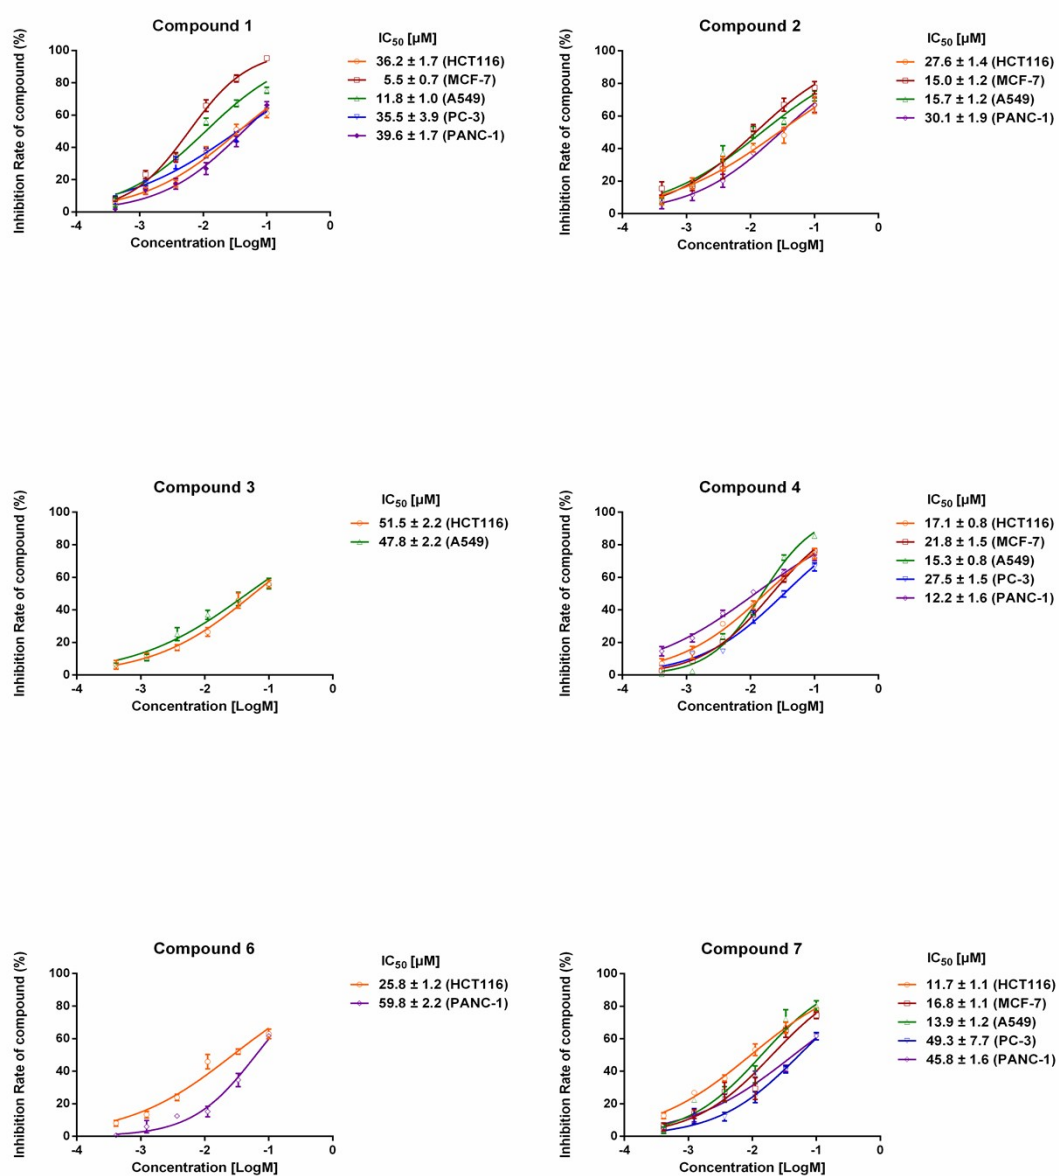 Compound 1
Inhibition Rate of compound (%)
100
80
60
40
20
0
-4 -3 -2 -1 0
Concentration [LogM]
IC50 [µM]
36.2 ± 1.7 (HCT116)
5.5 ± 0.7 (MCF-7)
11.8 ± 1.0 (A549)
35.5 ± 3.9 (PC-3)
39.6 ± 1.7 (PANC-1)
Compound 2
Inhibition Rate of compound (%)
100
80
60
40
20
0
-4 -3 -2 -1 0
Concentration [LogM]
IC50 [µM]
27.6 ± 1.4 (HCT116)
15.0 ± 1.2 (MCF-7)
15.7 ± 1.2 (A549)
30.1 ± 1.9 (PANC-1)
Compound 3
Inhibition Rate of compound (%)
100
80
60
40
20
0
-4 -3 -2 -1 0
Concentration [LogM]
IC50 [µM]
51.5 ± 2.2 (HCT116)
47.8 ± 2.2 (A549)
Compound 4
Inhibition Rate of compound (%)
100
80
60
40
20
0
-4 -3 -2 -1 0
Concentration [LogM]
IC50 [µM]
17.1 ± 0.8 (HCT116)
21.8 ± 1.5 (MCF-7)
15.3 ± 0.8 (A549)
27.5 ± 1.5 (PC-3)
12.2 ± 1.6 (PANC-1)
Compound 6
Inhibition Rate of compound (%)
100
80
60
40
20
0
-4 -3 -2 -1 0
Concentration [LogM]
IC50 [µM]
25.8 ± 1.2 (HCT116)
59.8 ± 2.2 (PANC-1)
Compound 7
Inhibition Rate of compound (%)
100
80
60
40
20
0
-4 -3 -2 -1 0
Concentration [LogM]
IC50 [µM]
11.7 ± 1.1 (HCT116)
16.8 ± 1.1 (MCF-7)
13.9 ± 1.2 (A549)
49.3 ± 7.7 (PC-3)
45.8 ± 1.6 (PANC-1)